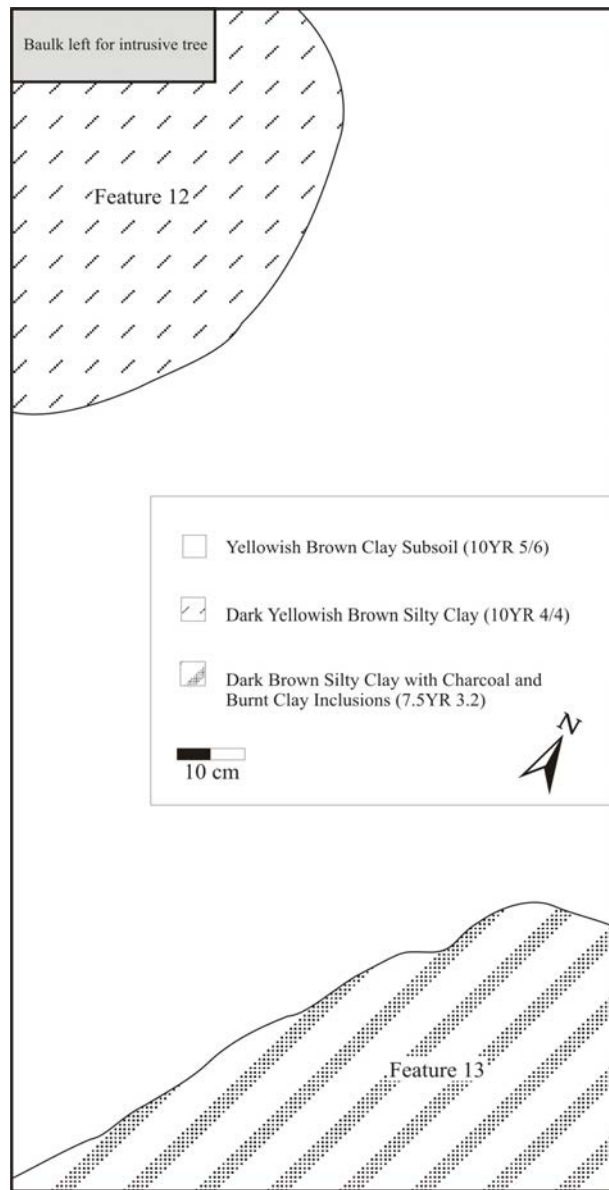 Baulk left for intrusive tree
Feature 12
Yellowish Brown Clay Subsoil (10YR 5/6)
Dark Yellowish Brown Silty Clay (10YR 4/4)
Dark Brown Silty Clay with Charcoal and
Burnt Clay Inclusions (7.5YR 3.2)
N
10 cm
Feature 13